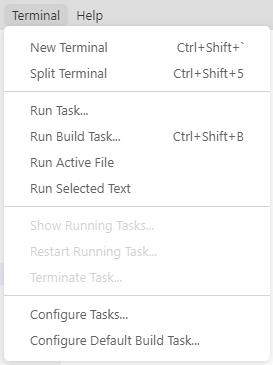 Terminal Help
New Terminal Ctrl+Shift+`
Split Terminal Ctrl+Shift+5
Run Task...
Run Build Task... Ctrl+Shift+B
Run Active File
Run Selected Text
Show Running Tasks...
Restart Running Task...
Terminate Task...
Configure Tasks...
Configure Default Build Task...